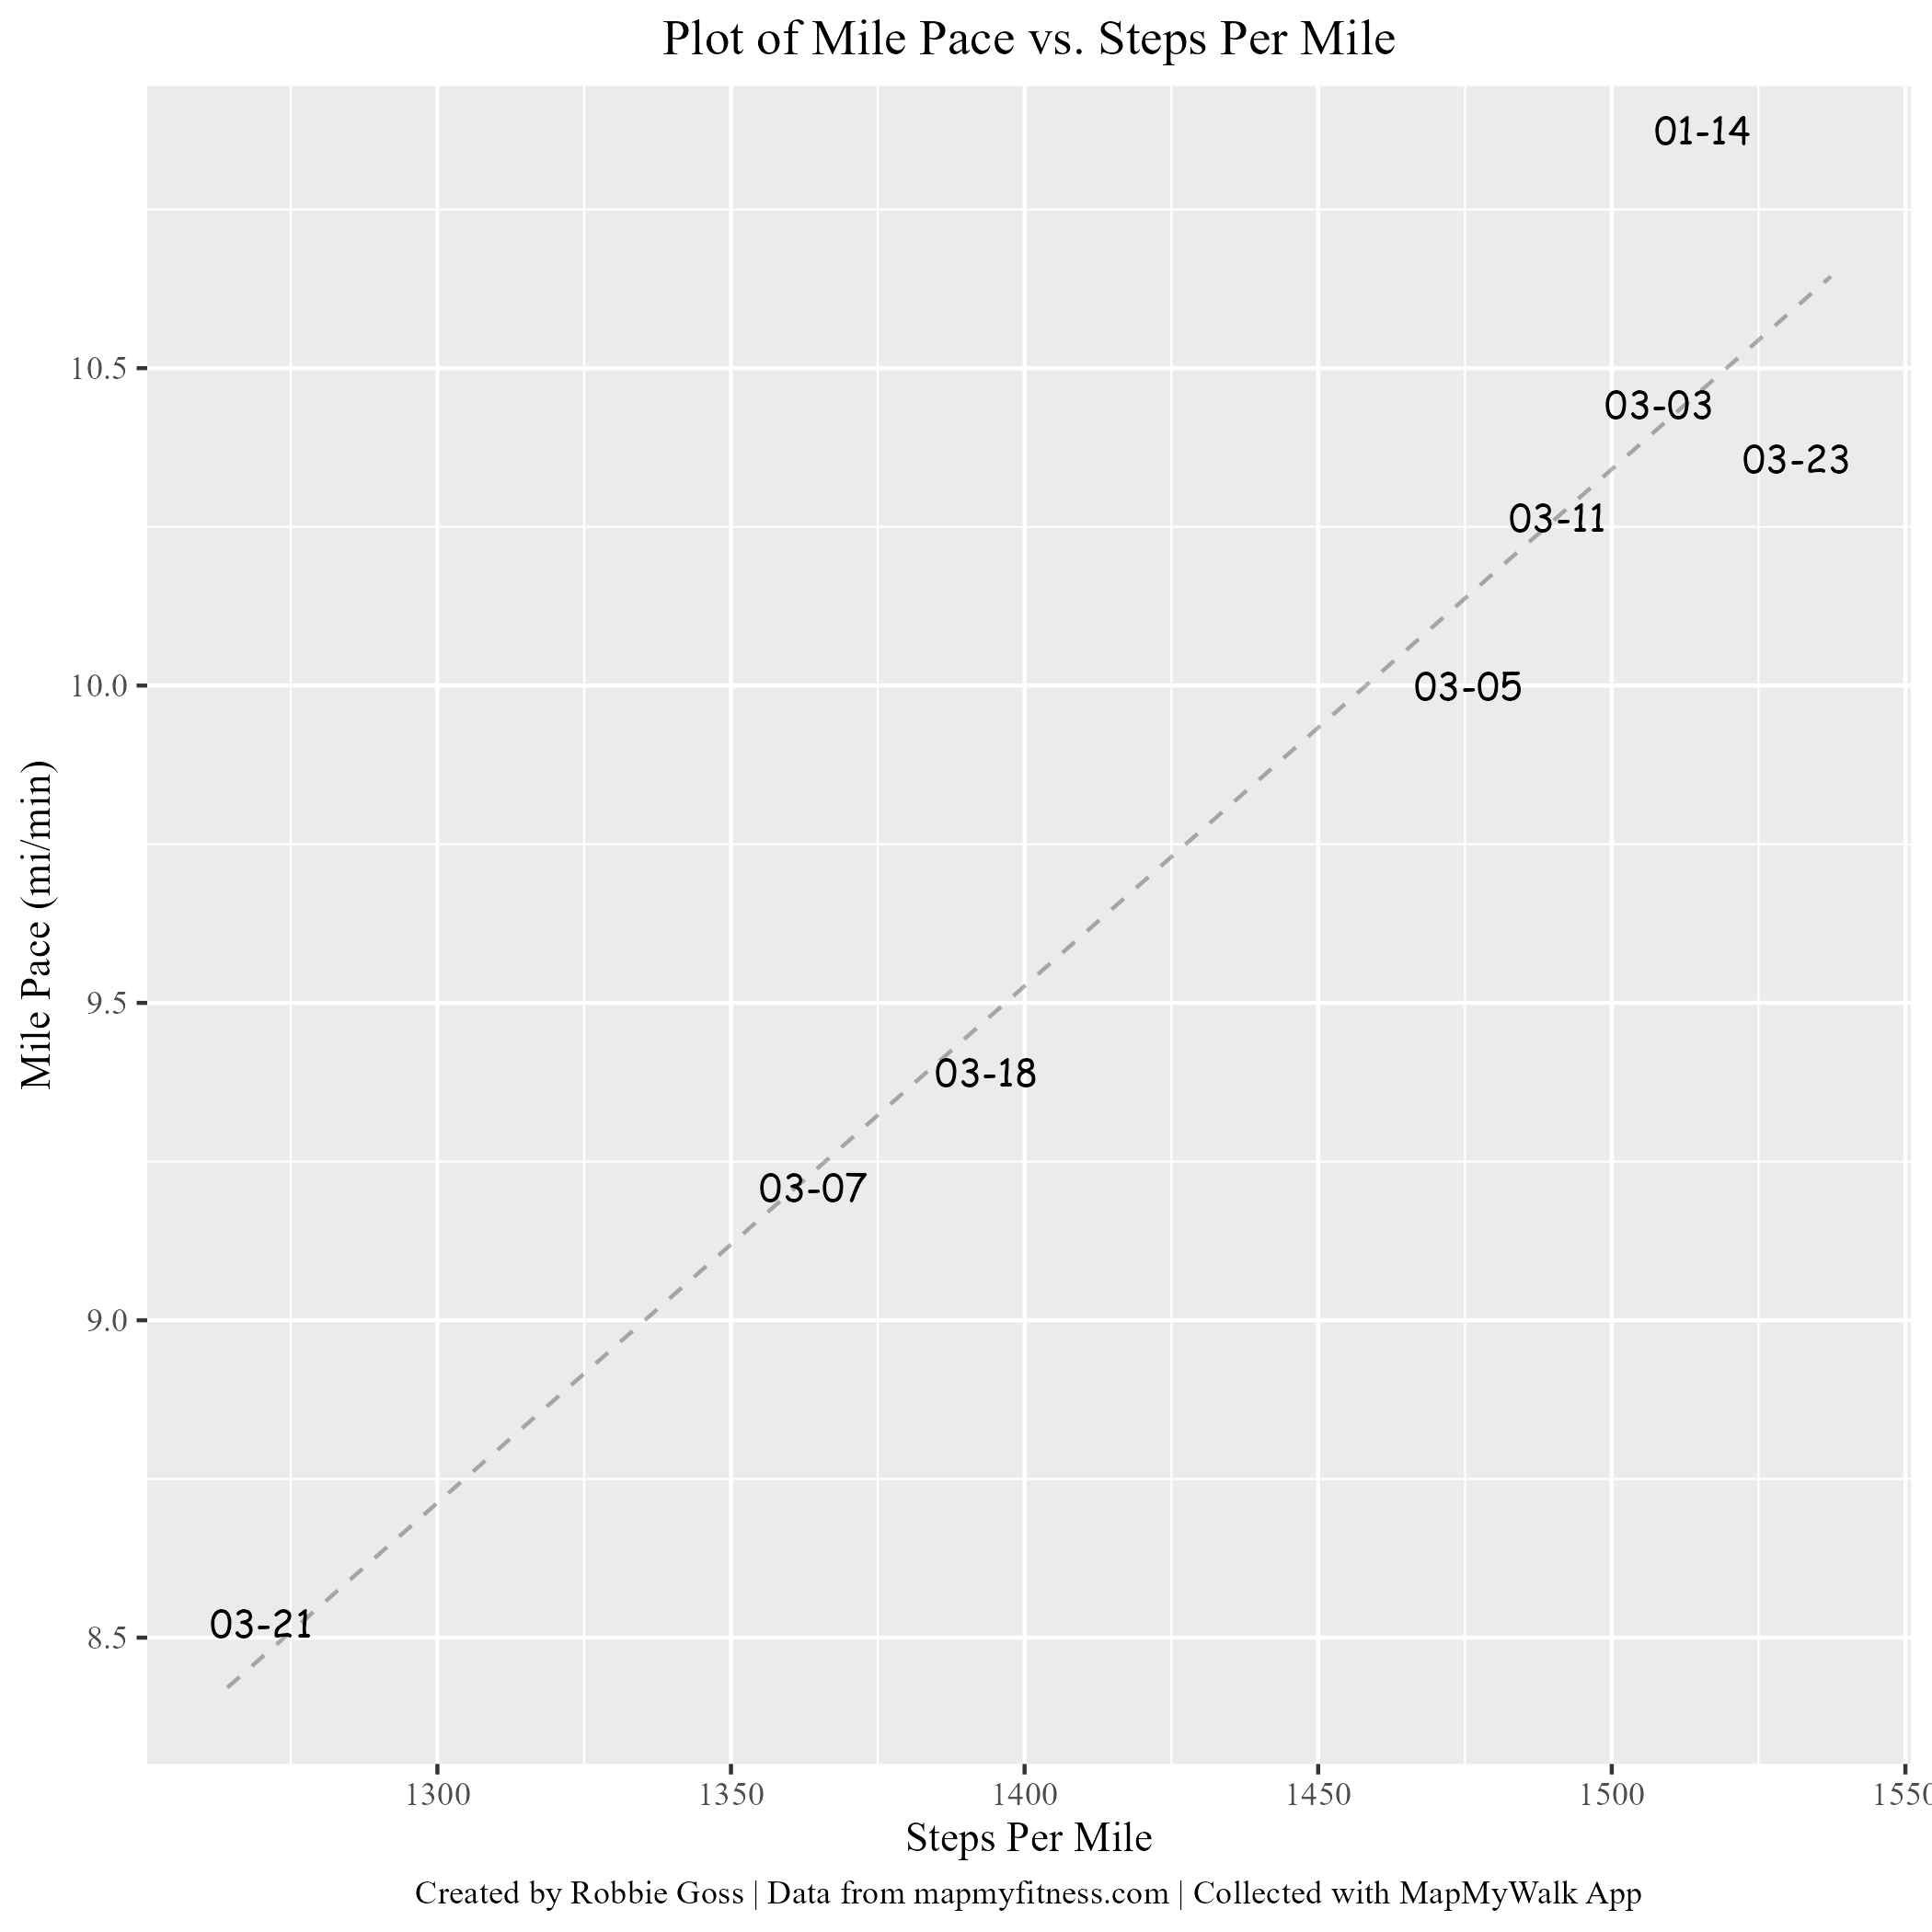 Plot of Mile Pace vs. Steps Per Mile
01-14
10.5
03-03
03-23
03-11
10.0
03-05
Mile Pace (mi/min)
9.5
03-18
03-07
9.0
03-21
8.5
1300 1350 1400 1450 1500 1550
Steps Per Mile
Created by Robbie Goss | Data from mapmyfitness.com | Collected with MapMyWalk App